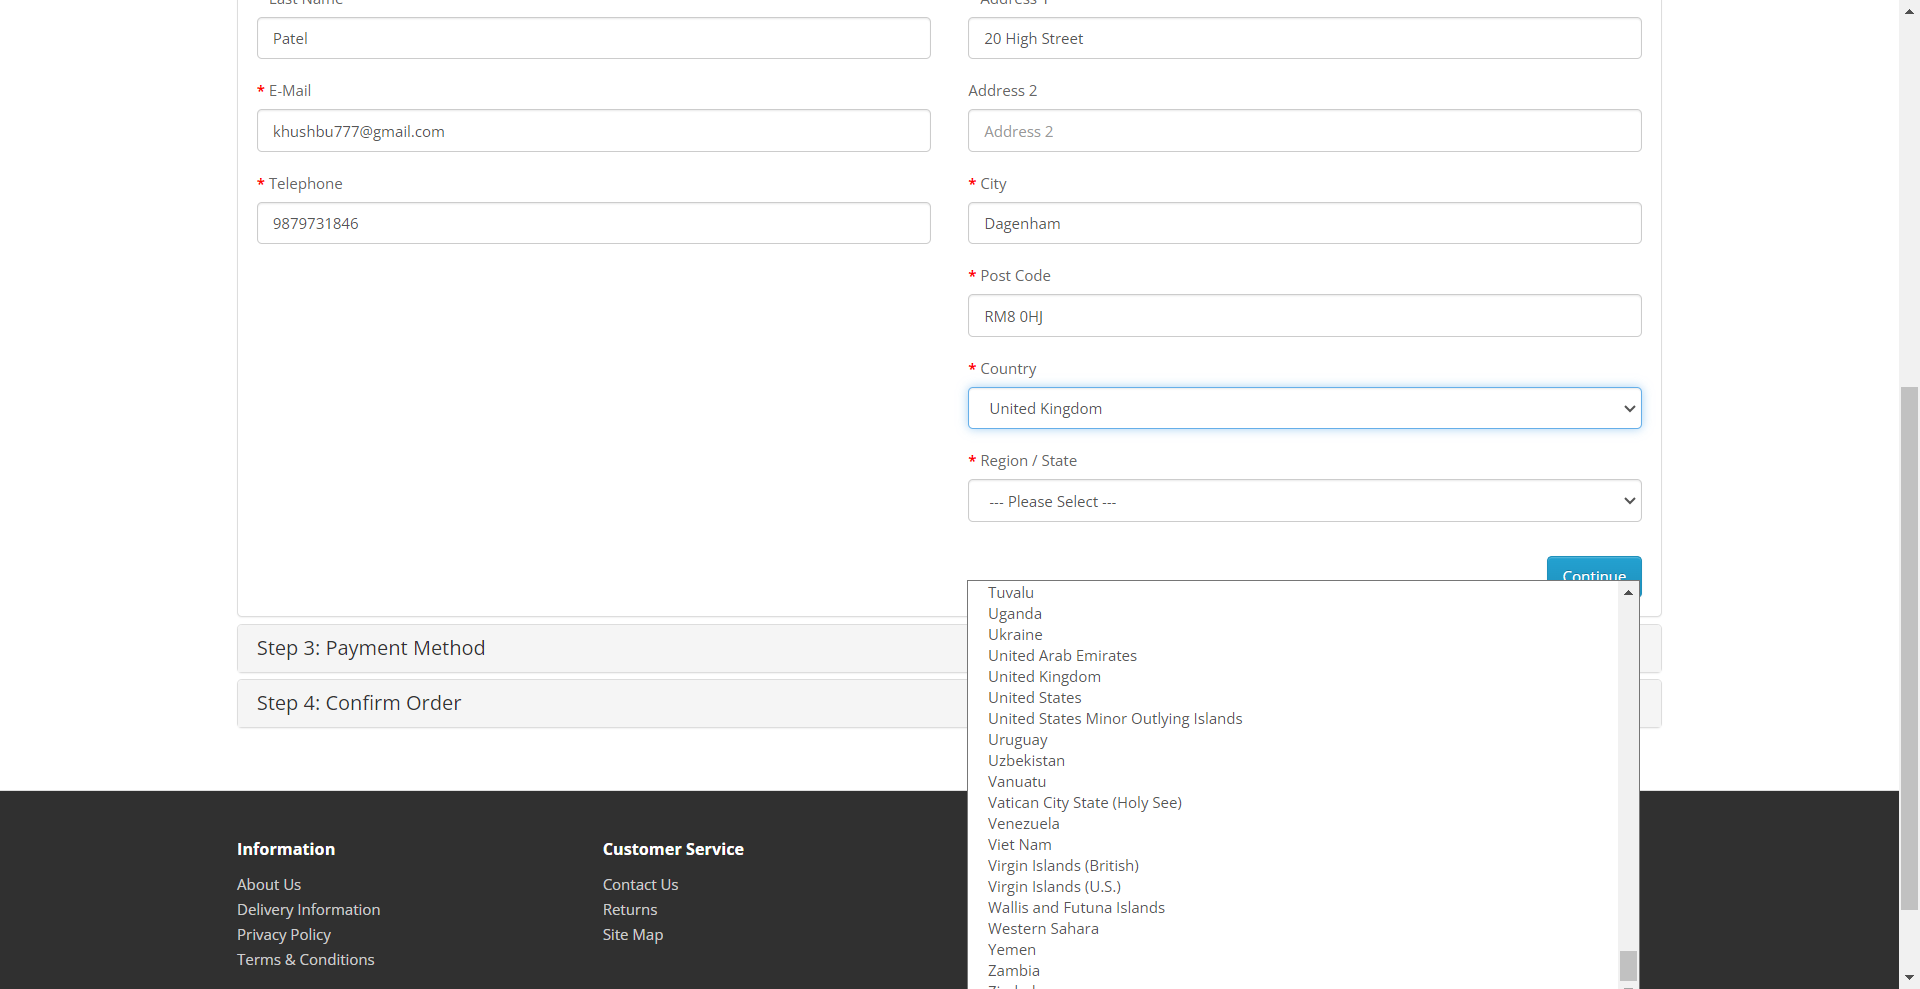 Last Name
Patel
* E-Mail
khushbu777@gmail.com
* Telephone
9879731846
Address 1
20 High Street
Address 2
Address 2
* City
Dagenham
* Post Code
RM8 0HJ
* Country
United Kingdom
* Region / State
--- Please Select ---
Continue
Tuvalu
Uganda
Ukraine
United Arab Emirates
United Kingdom
United States
United States Minor Outlying Islands
Uruguay
Uzbekistan
Vanuatu
Vatican City State (Holy See)
Venezuela
Viet Nam
Virgin Islands (British)
Virgin Islands (U.S.)
Wallis and Futuna Islands
Western Sahara
Yemen
Zambia
Step 3: Payment Method
Step 4: Confirm Order
Information
About Us
Delivery Information
Privacy Policy
Terms & Conditions
Customer Service
Contact Us
Returns
Site Map